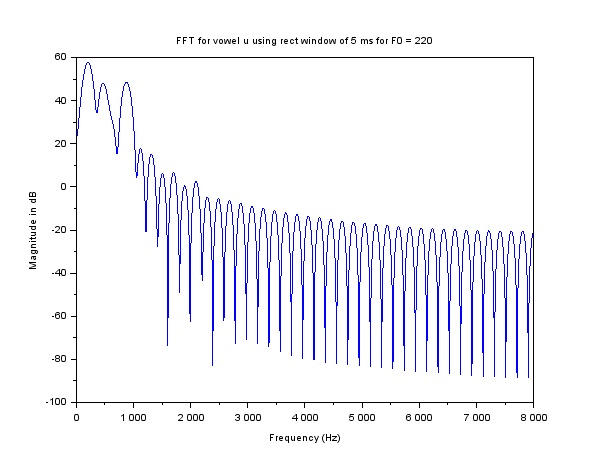 FFT for vowel u using rect window of 5 ms for F0 = 220
60
40
20
0
-20
-40
-60
-80
-100
Magnitude in dB
0 1 000 2 000 3 000 4 000 5 000 6 000 7 000 8 000
Frequency (Hz)